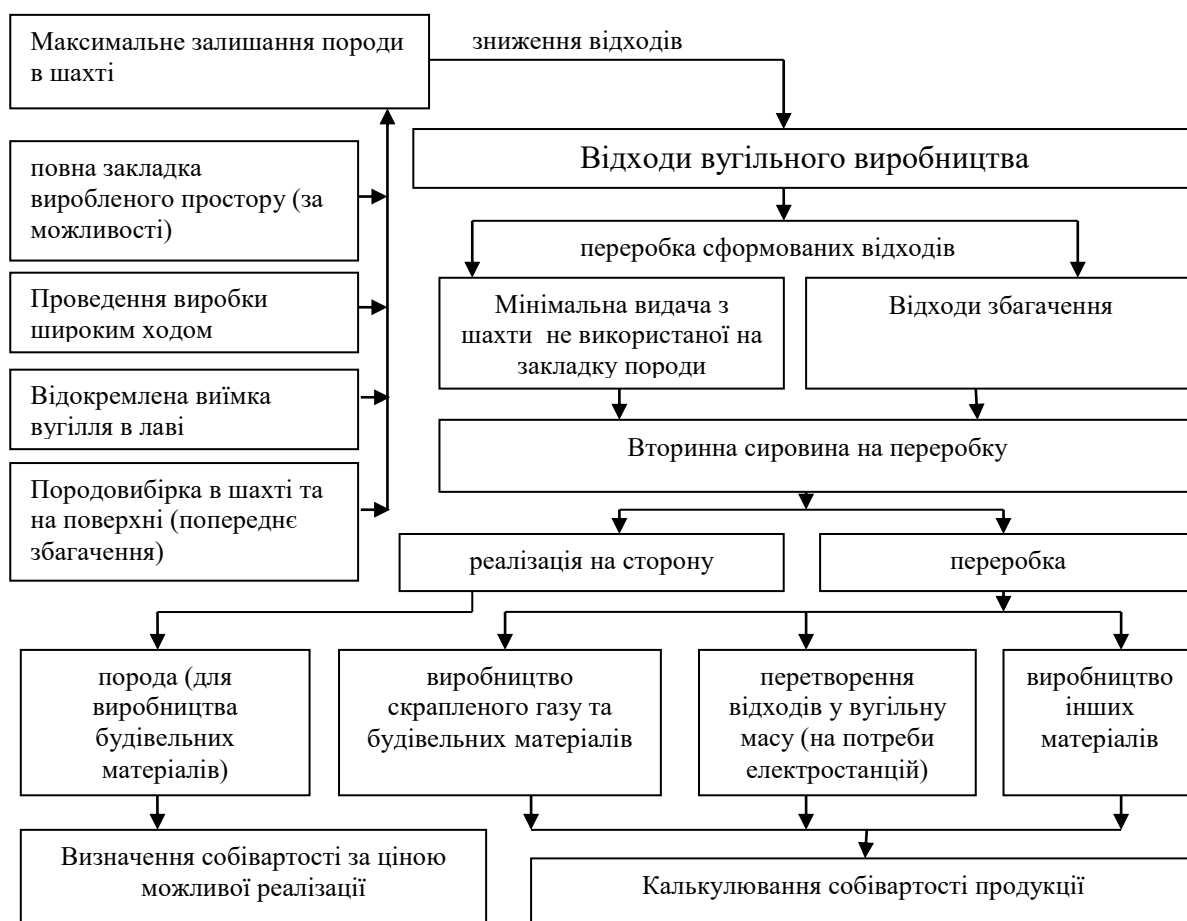 Максимальне залишання породи
в шахті
зниження відходів
Відходи вугільного виробництва
повна закладка
виробленого простору (за
можливості)
Проведення виробки
широким ходом
Відокремлена виїмка
вугілля в лаві
Породовибірка в шахті та
на поверхні (попереднє
збагачення)
переробка сформованих відходів
Мінімальна видача з
шахти не використаної на
закладку породи
Відходи збагачення
Вторинна сировина на переробку
реалізація на сторону
переробка
порода (для
виробництва
будівельних
матеріалів)
виробництво
скрапленого газу та
будівельних матеріалів
перетворення
відходів у вугільну
масу (на потреби
електростанцій)
виробництво
інших
матеріалів
Визначення собівартості за ціною
можливої реалізації
Калькулювання собівартості продукції